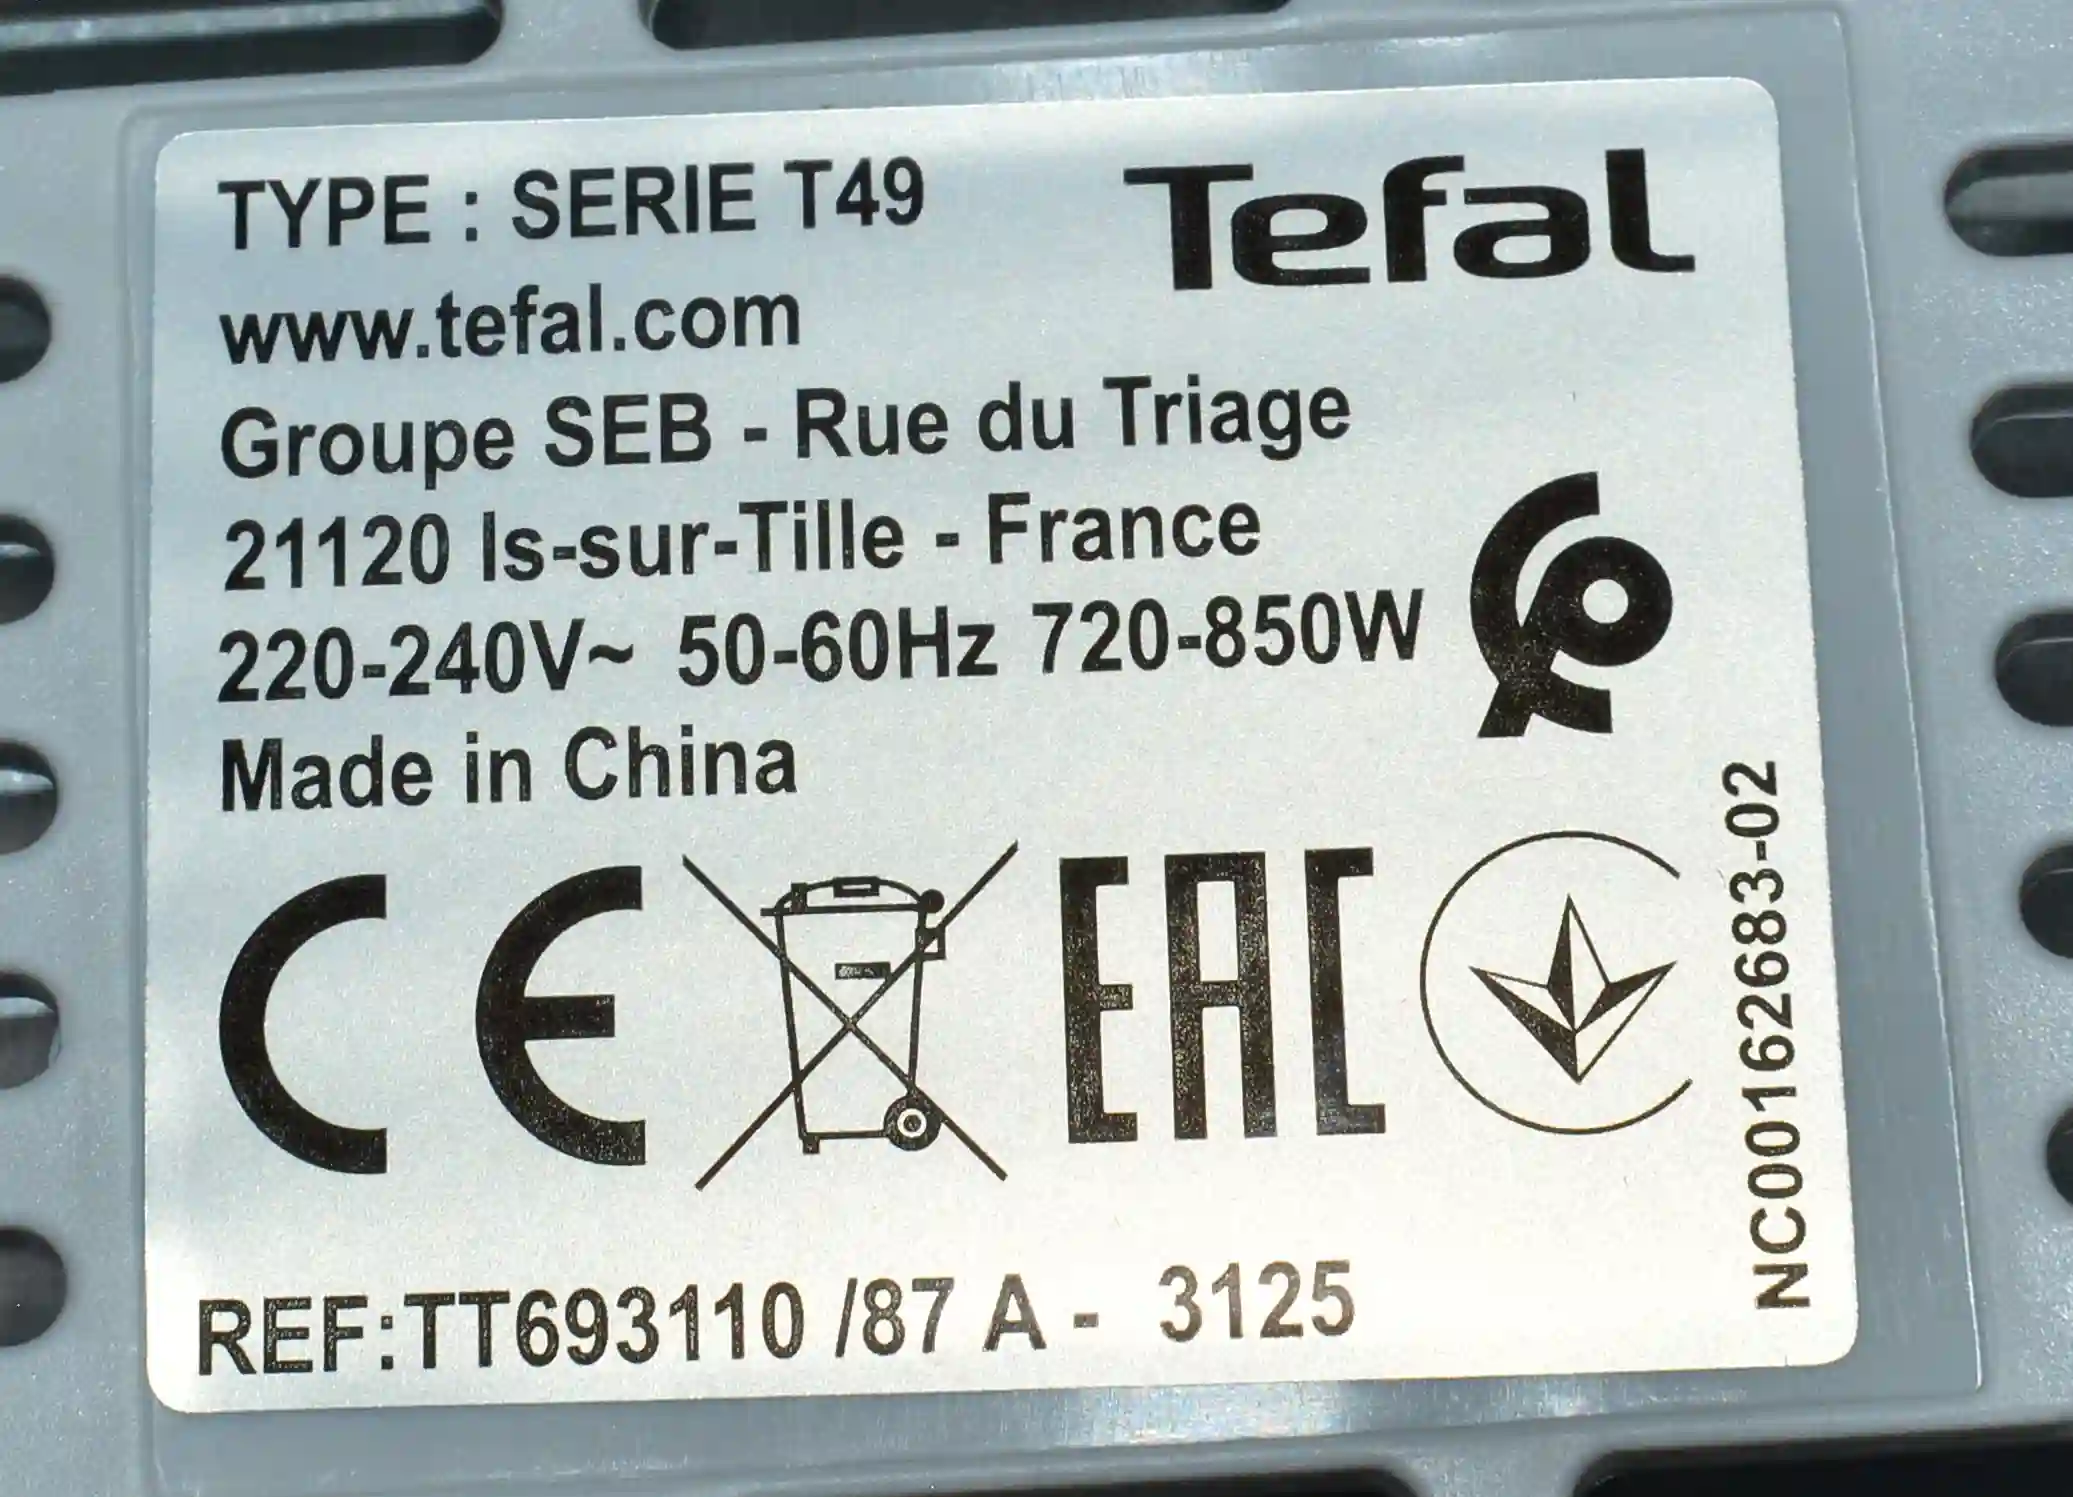 TYPE : SERIE T49
Tefal
www.tefal.com
Groupe SEB - Rue du Triage
21120 Is-sur-Tille - France
220-240V~ 50-60Hz 720-850W
Made in China
CE
EAC
NC00162683-02
REF:TT693110 /87 A - 3125